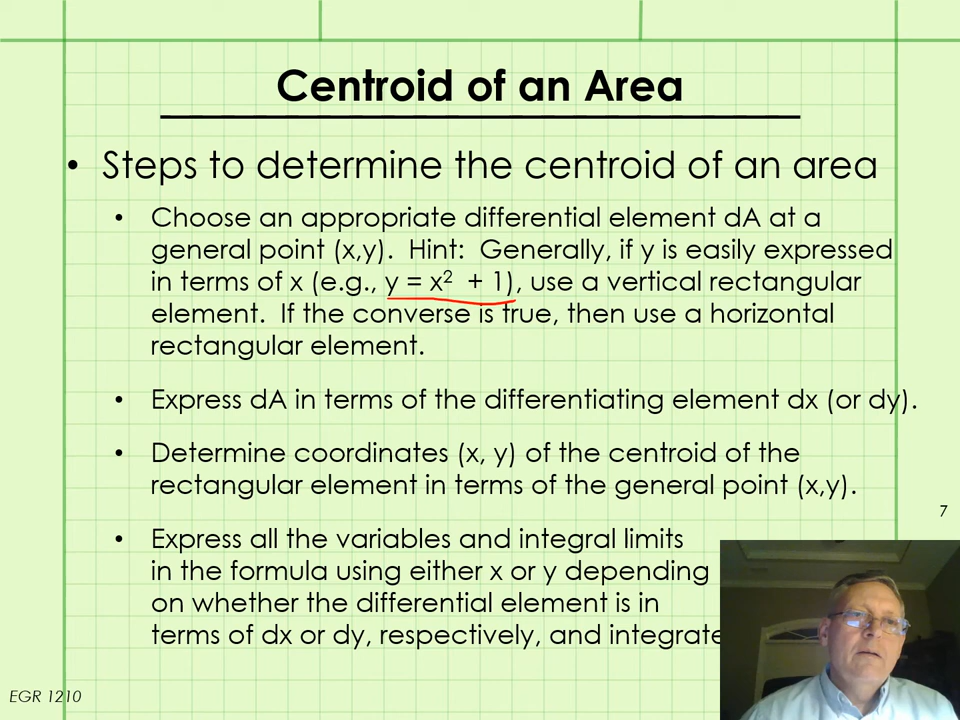 Centroid of an Area
• Steps to determine the centroid of an area
• Choose an appropriate differential element dA at a
general point (x,y). Hint: Generally, if y is easily expressed
in terms of x (e.g., y = x² + 1), use a vertical rectangular
element. If the converse is true, then use a horizontal
rectangular element.
• Express dA in terms of the differentiating element dx (or dy).
• Determine coordinates (x, y) of the centroid of the
rectangular element in terms of the general point (x,y).
7
• Express all the variables and integral limits
in the formula using either x or y depending
on whether the differential element is in
terms of dx or dy, respectively, and integrate
EGR 1210